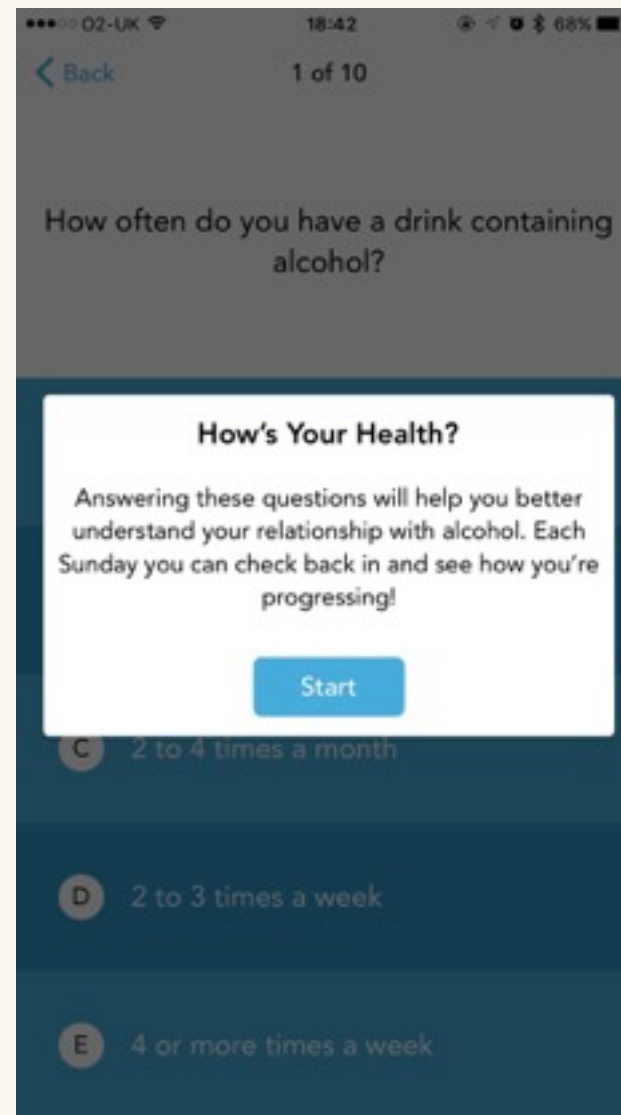 O2-UK 18:42 68%
Back 1 of 10
How often do you have a drink containing
alcohol?
How's Your Health?
Answering these questions will help you better
understand your relationship with alcohol. Each
Sunday you can check back in and see how you're
progressing!
Start
C 2 to 4 times a month
D 2 to 3 times a week
E 4 or more times a week